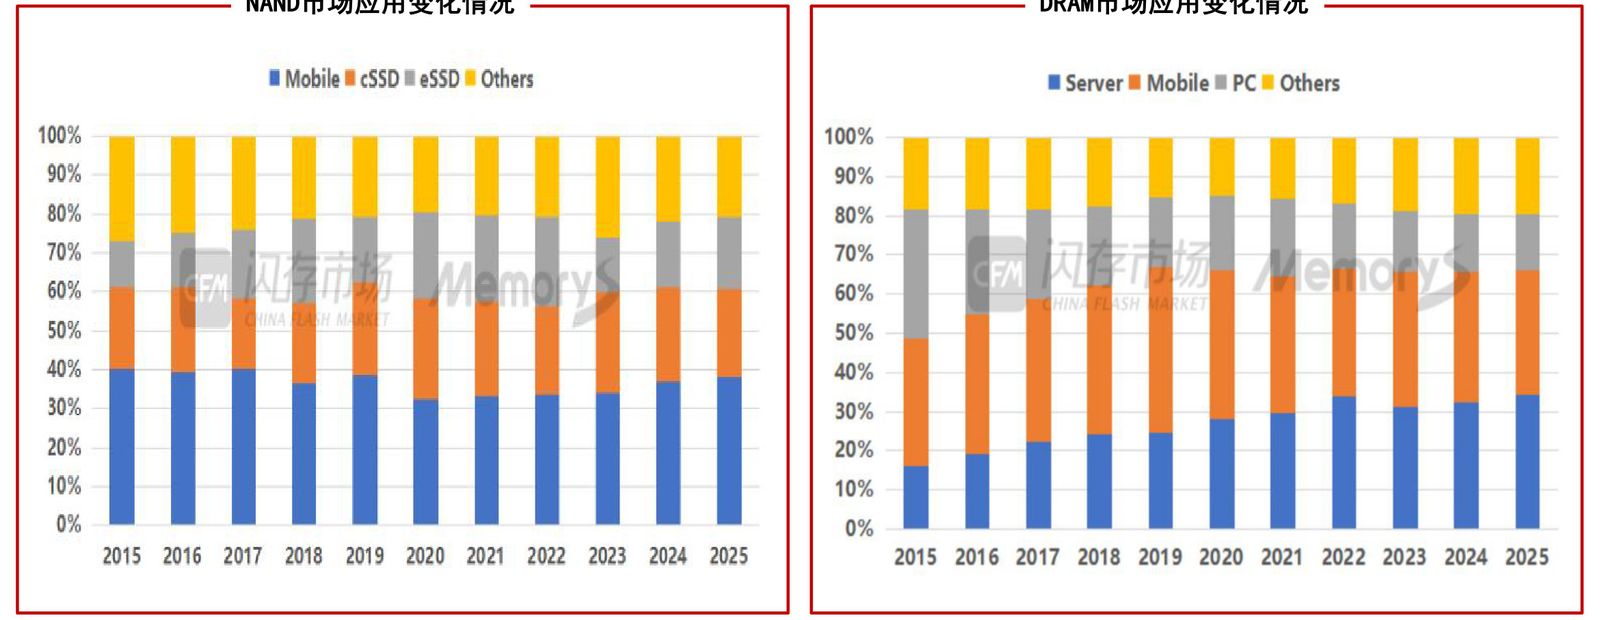 NAND市场应用变化情况
Mobile cSSD eSSD Others
100%
90%
80%
70%
60%
50%
40%
30%
20%
10%
0%
2015 2016 2017 2018 2019 2020 2021 2022 2023 2024 2025
CFM 闪存市场 MemoryS
CHINA FLASH MARKET
DRAM市场应用变化情况
Server Mobile PC Others
100%
90%
80%
70%
60%
50%
40%
30%
20%
10%
0%
2015 2016 2017 2018 2019 2020 2021 2022 2023 2024 2025
CFM 闪存市场 MemoryS
CHINA FLASH MARKET